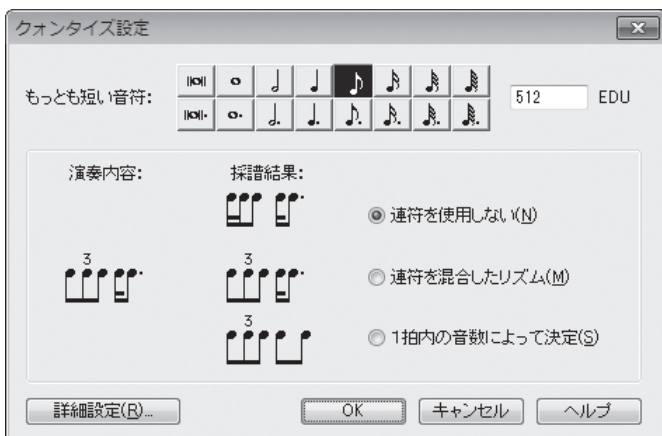 クォンタイズ設定
もっとも短い音符:
512 EDU
演奏内容: 採譜結果:
連符を使用しない(N)
3 3
連符を混合したリズム(M)
3
1拍内の音数によって決定(S)
詳細設定(R)... OK キャンセル ヘルプ